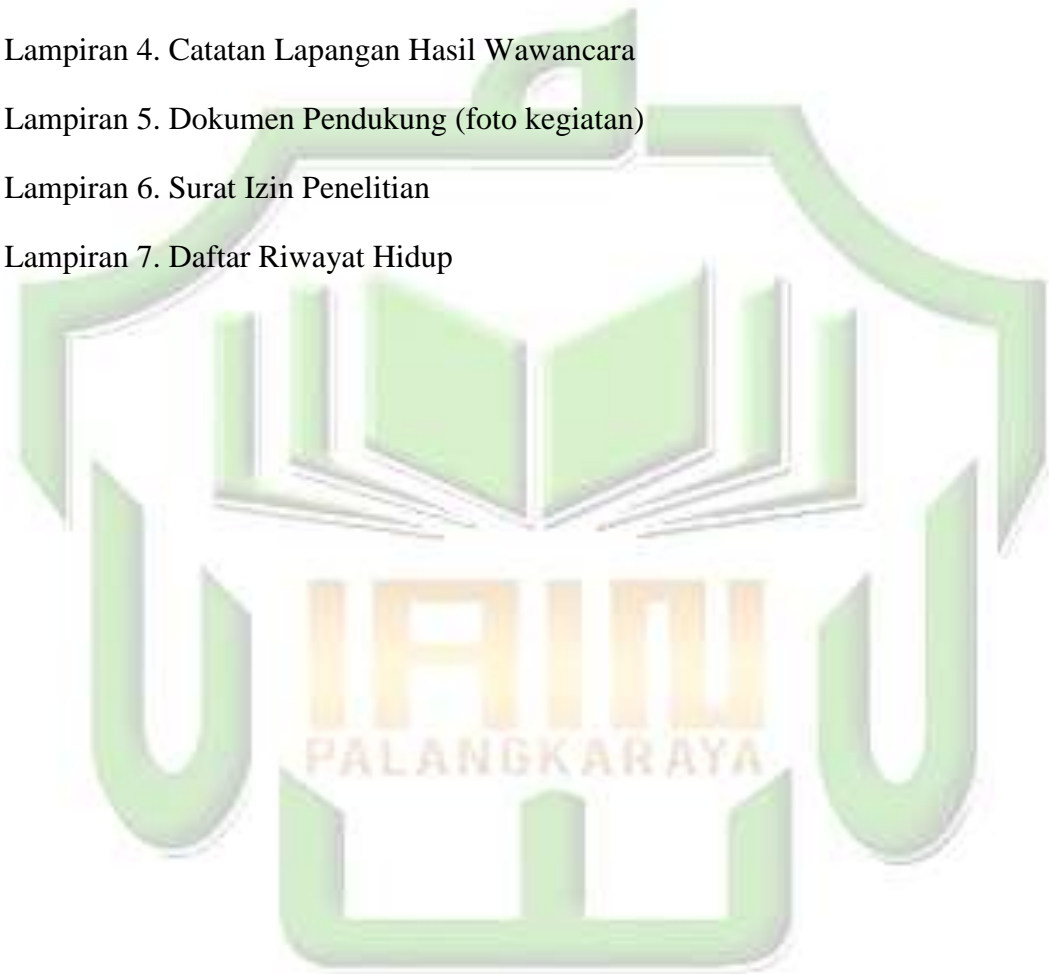 Lampiran 4. Catatan Lapangan Hasil Wawancara
Lampiran 5. Dokumen Pendukung (foto kegiatan)
Lampiran 6. Surat Izin Penelitian
Lampiran 7. Daftar Riwayat Hidup
IAIN
PALANGKARAYA